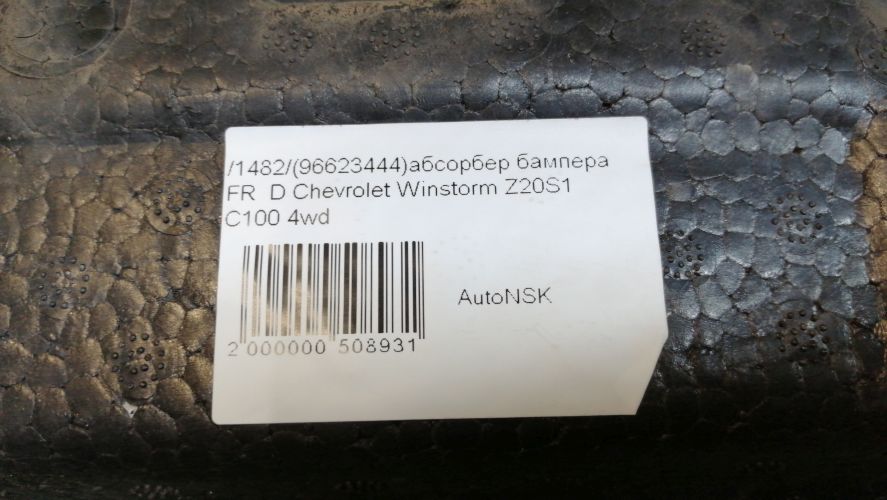 /1482/(96623444)абсорбер бампера
FR D Chevrolet Winstorm Z20S1
C100 4wd
AutoNSK
2 000000 508931